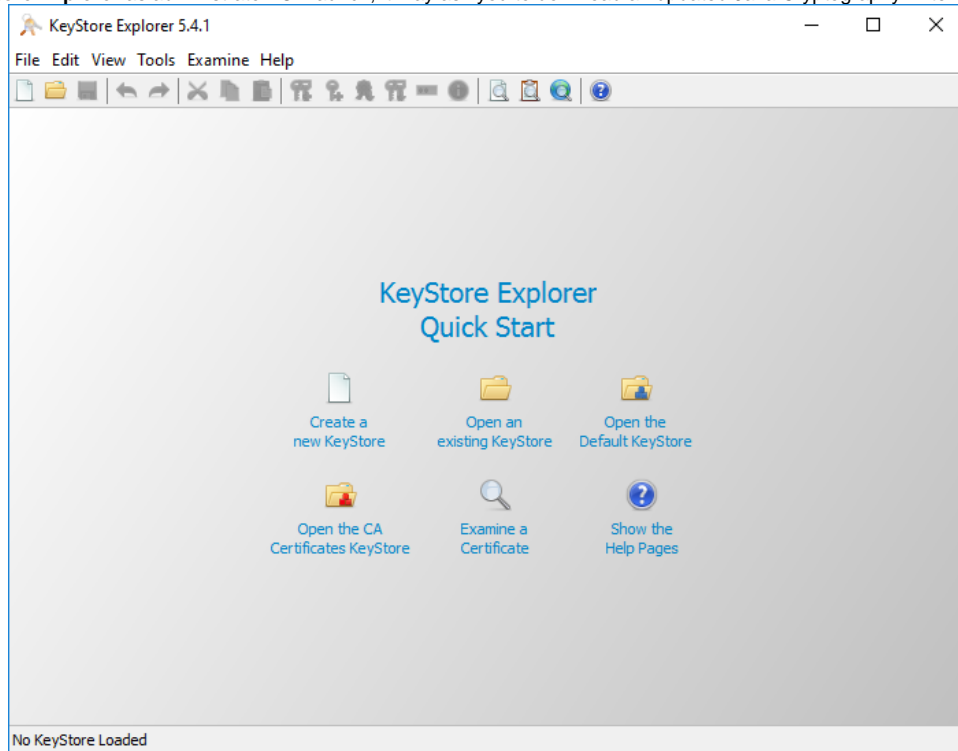 KeyStore Explorer 5.4.1
File Edit View Tools Examine Help
KeyStore Explorer
Quick Start
Create a
new KeyStore
Open an
existing KeyStore
Open the
Default KeyStore
Open the CA
Certificates KeyStore
Examine a
Certificate
Show the
Help Pages
No KeyStore Loaded